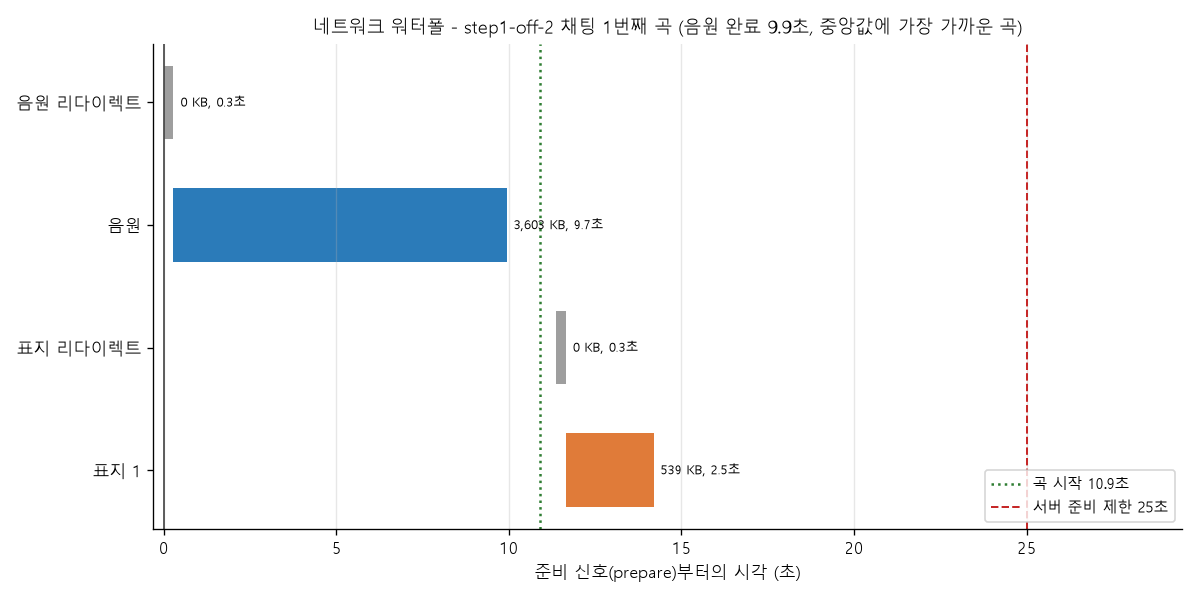 네트워크 워터폴 - step1-off-2 채팅 1번째 곡 (음원 완료 9.9초, 중앙값에 가장 가까운 곡)
음원 리다이렉트
0 KB, 0.3초
음원
3,603 KB, 9.7초
표지 리다이렉트
0 KB, 0.3초
표지 1
539 KB, 2.5초
곡 시작 10.9초
서버 준비 제한 25초
0 5 10 15 20 25
준비 신호(prepare)부터의 시각 (초)